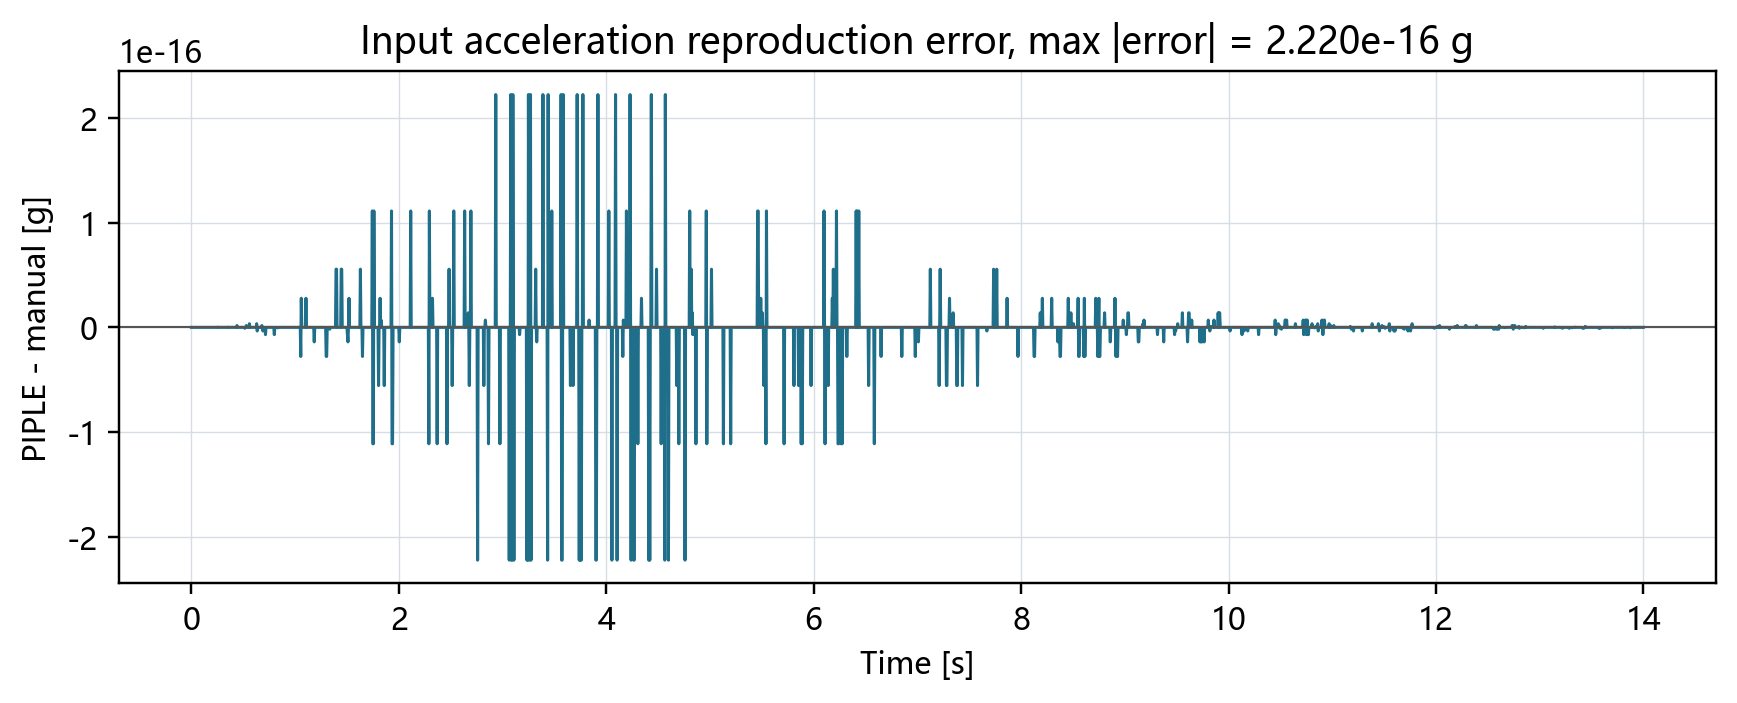 Input acceleration reproduction error, max |error| = 2.220e-16 g
1e-16
2
1
0
-1
-2
PIPLE - manual [g]
0 2 4 6 8 10 12 14
Time [s]